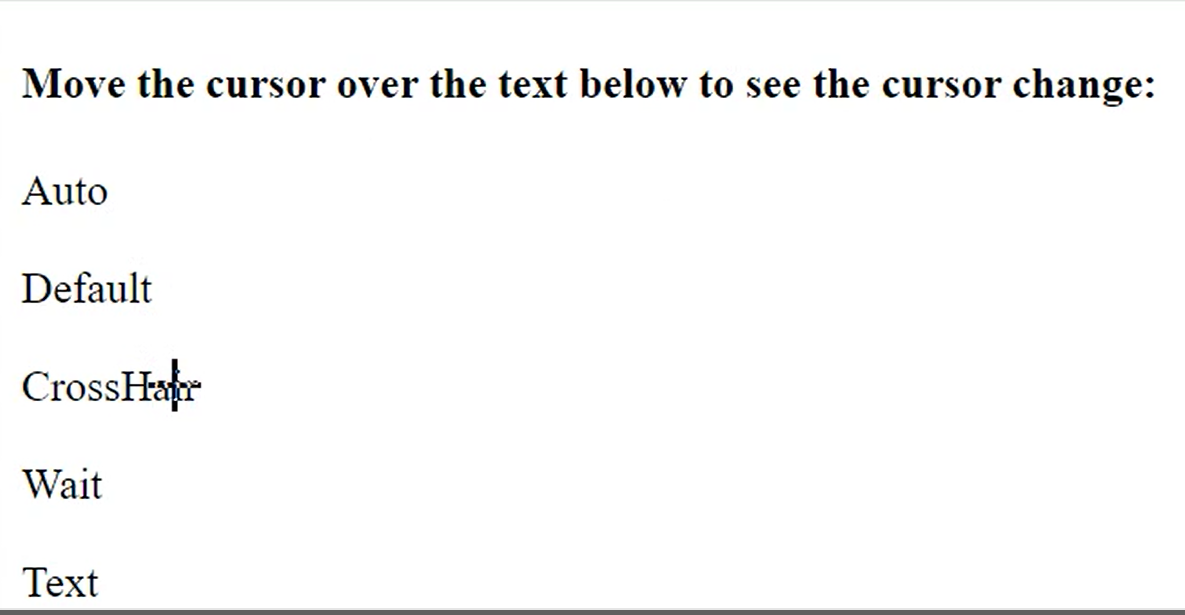 Move the cursor over the text below to see the cursor change:
Auto
Default
CrossHair
Wait
Text